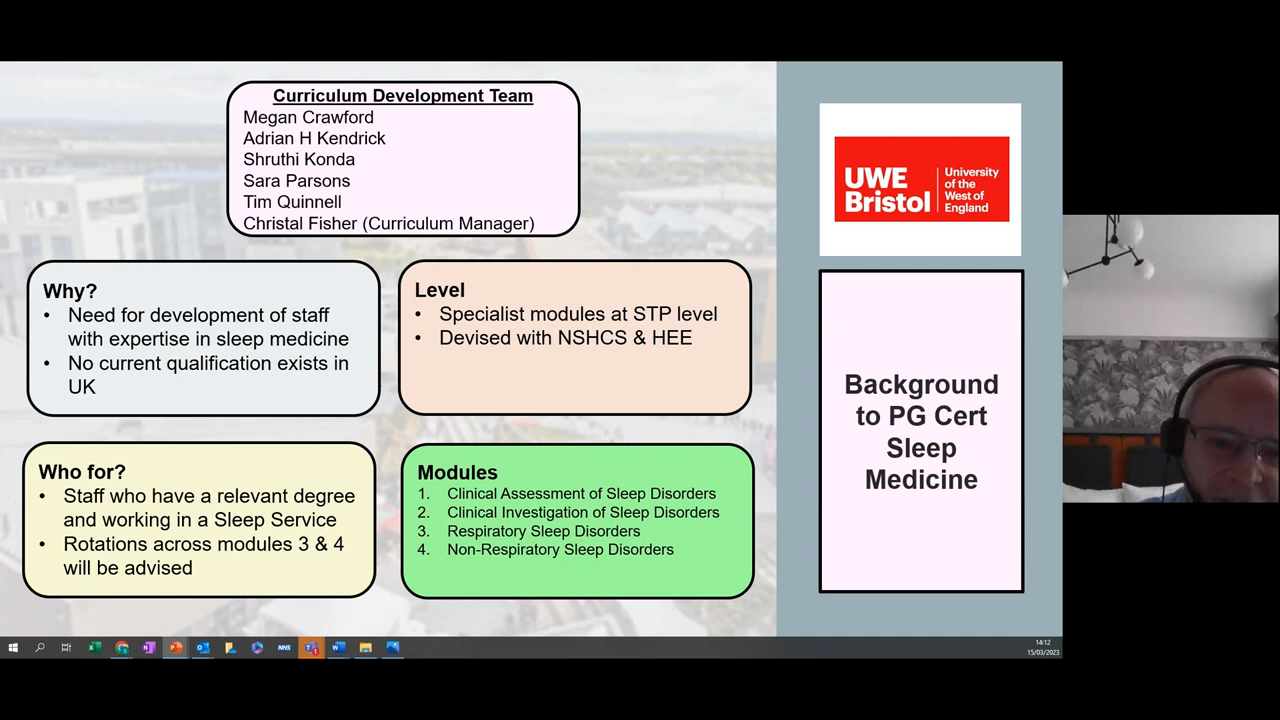 Curriculum Development Team
Megan Crawford
Adrian H Kendrick
Shruthi Konda
Sara Parsons
Tim Quinnell
Christal Fisher (Curriculum Manager)
Why?
• Need for development of staff
with expertise in sleep medicine
• No current qualification exists in
UK
Level
• Specialist modules at STP level
• Devised with NSHCS & HEE
Who for?
• Staff who have a relevant degree
and working in a Sleep Service
• Rotations across modules 3 & 4
will be advised
Modules
1. Clinical Assessment of Sleep Disorders
2. Clinical Investigation of Sleep Disorders
3. Respiratory Sleep Disorders
4. Non-Respiratory Sleep Disorders
UWE
Bristol
University
of the
West of
England
Background
to PG Cert
Sleep
Medicine
NHS
14:12
15/03/2023